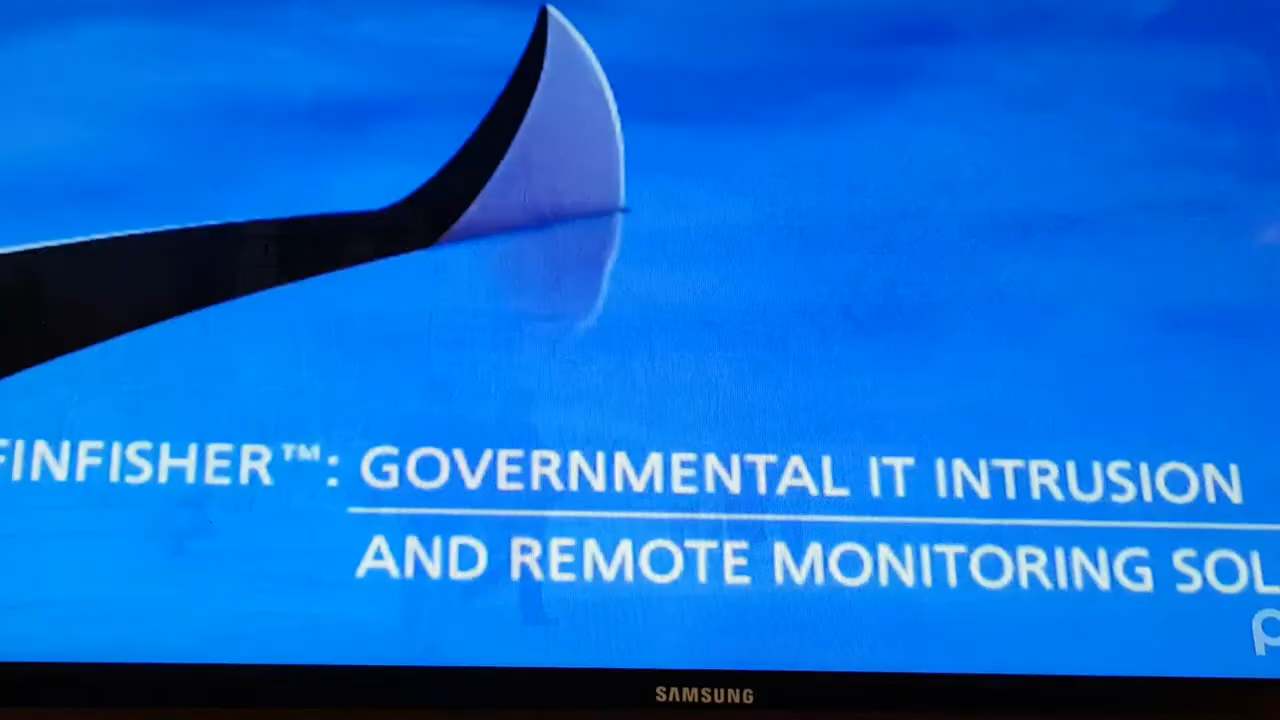 FINFISHER™: GOVERNMENTAL IT INTRUSION
AND REMOTE MONITORING SOL
SAMSUNG